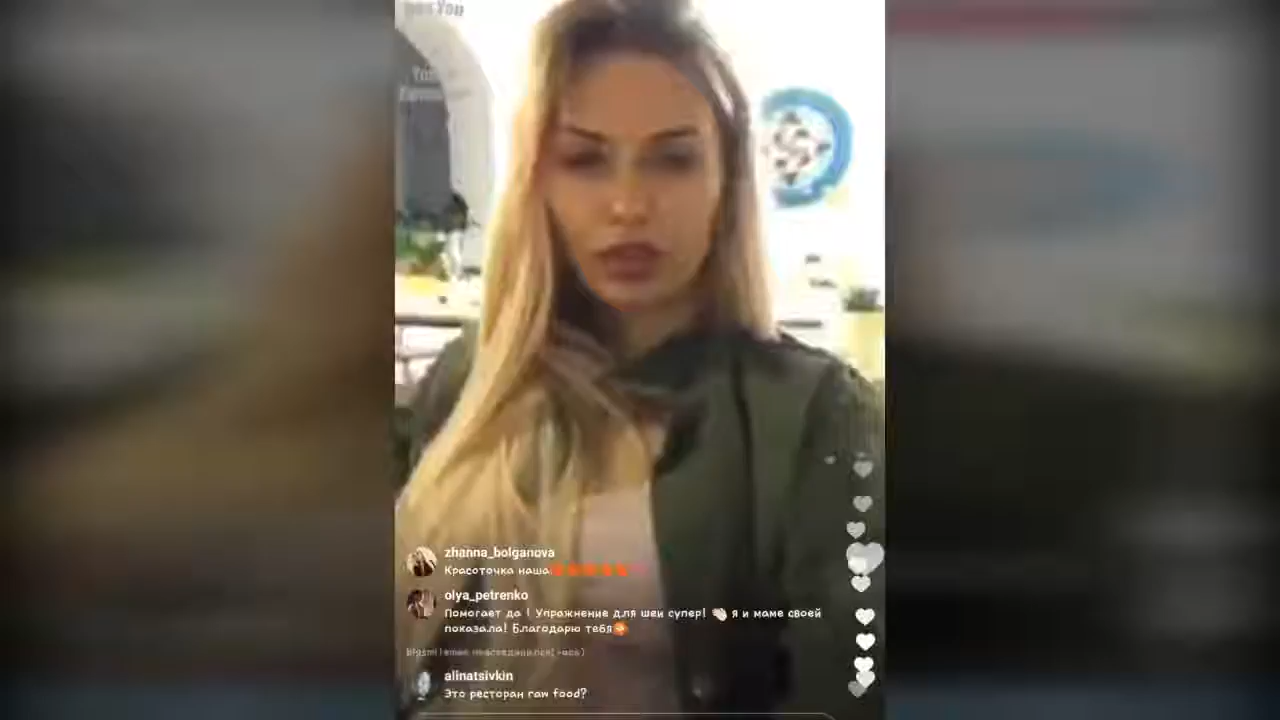 You
zhanna_bolganova
Красоточка наша
olya_petrenko
Помогает да ! Упражнение для шеи супер! 👏🏻 я и маме своей
показала! Благодарю тебя
alinatsivkin
Это ресторан raw food?